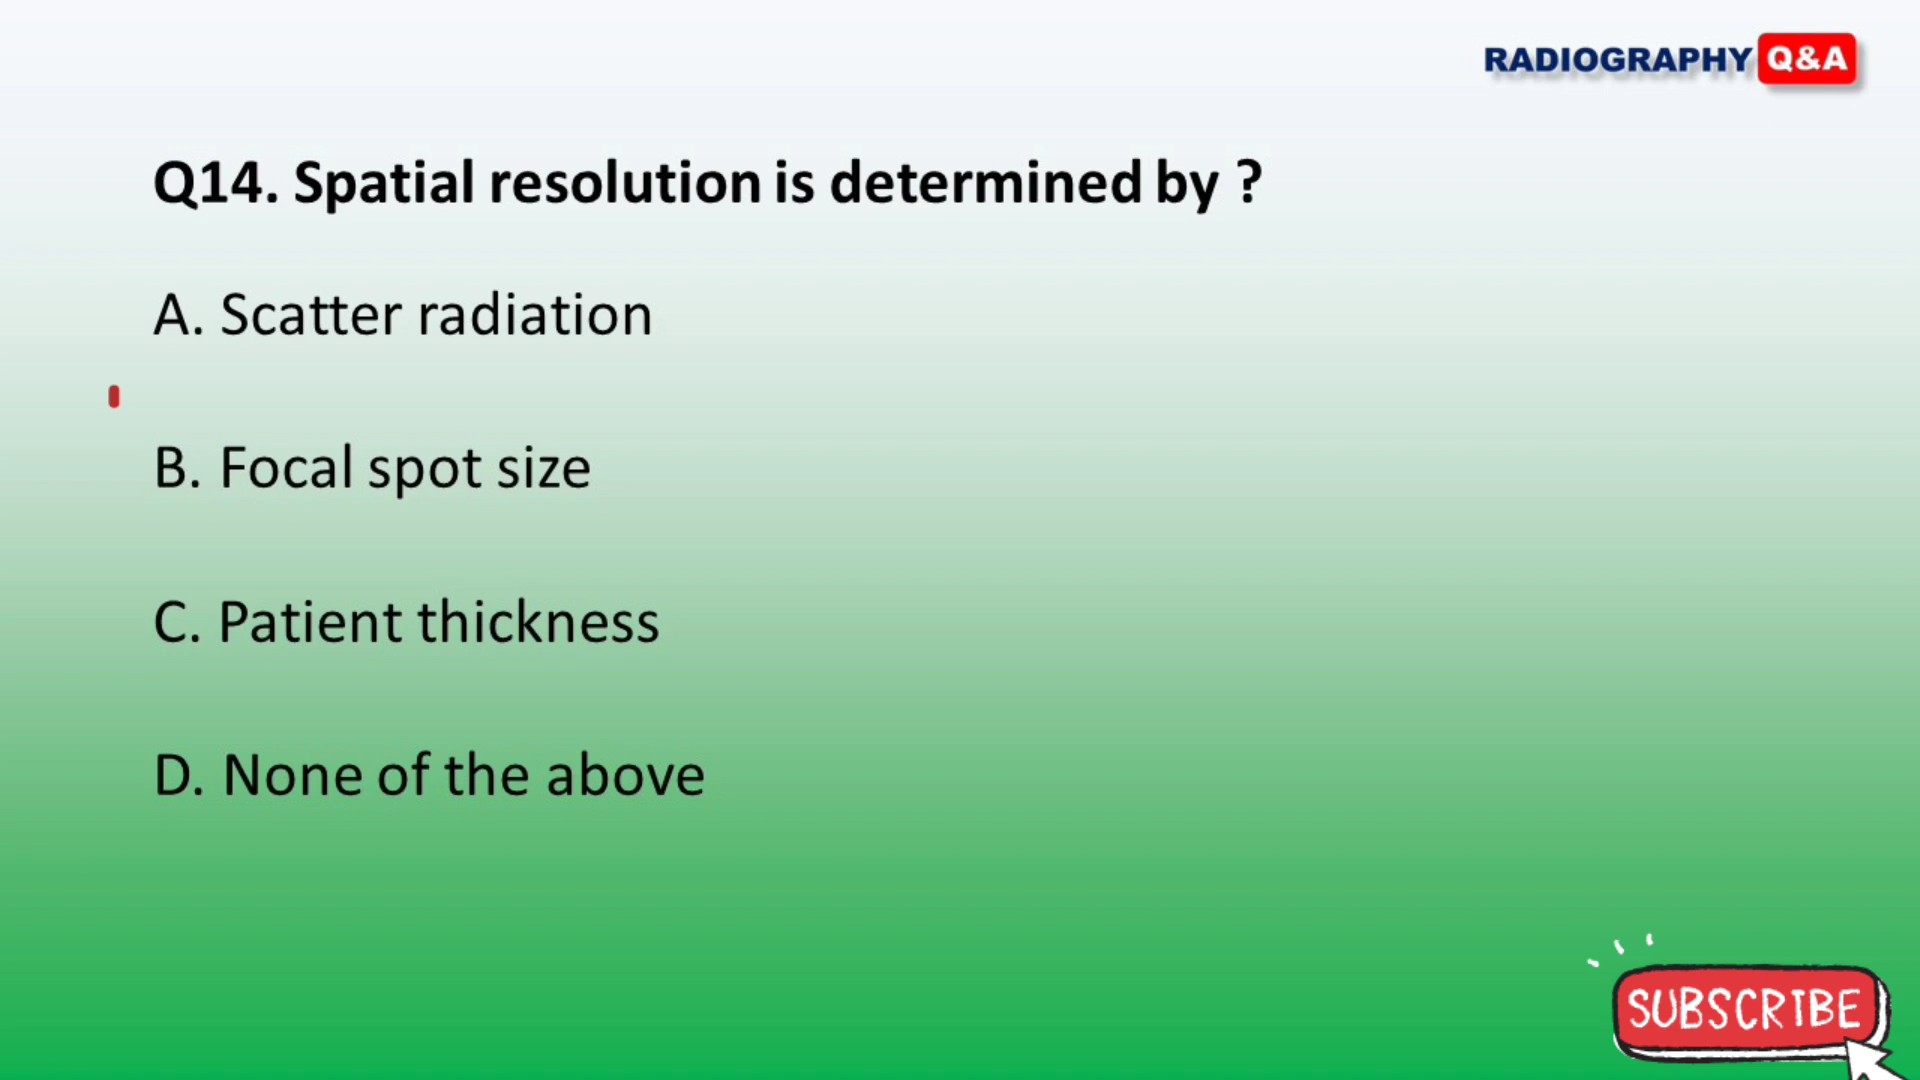 RADIOGRAPHY Q&A
Q14. Spatial resolution is determined by ?
A. Scatter radiation
B. Focal spot size
C. Patient thickness
D. None of the above
SUBSCRIBE